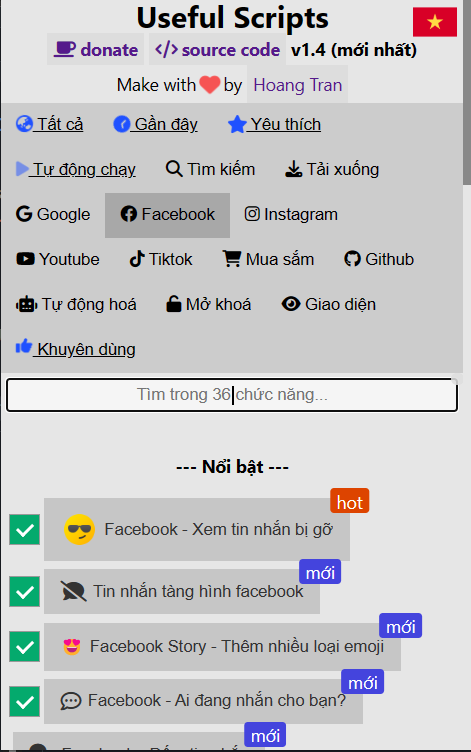 Useful Scripts
donate </> source code v1.4 (mới nhất)
Make with by Hoang Tran
Tất cả Gần đây Yêu thích
Tự động chạy Tìm kiếm Tải xuống
Google Facebook Instagram
Youtube Tiktok Mua sắm Github
Tự động hoá Mở khoá Giao diện
Khuyên dùng
Tìm trong 36 chức năng...
--- Nổi bật ---
hot
Facebook - Xem tin nhắn bị gỡ
mới
Tin nhắn tàng hình facebook
mới
Facebook Story - Thêm nhiều loại emoji
mới
Facebook - Ai đang nhắn cho bạn?
mới